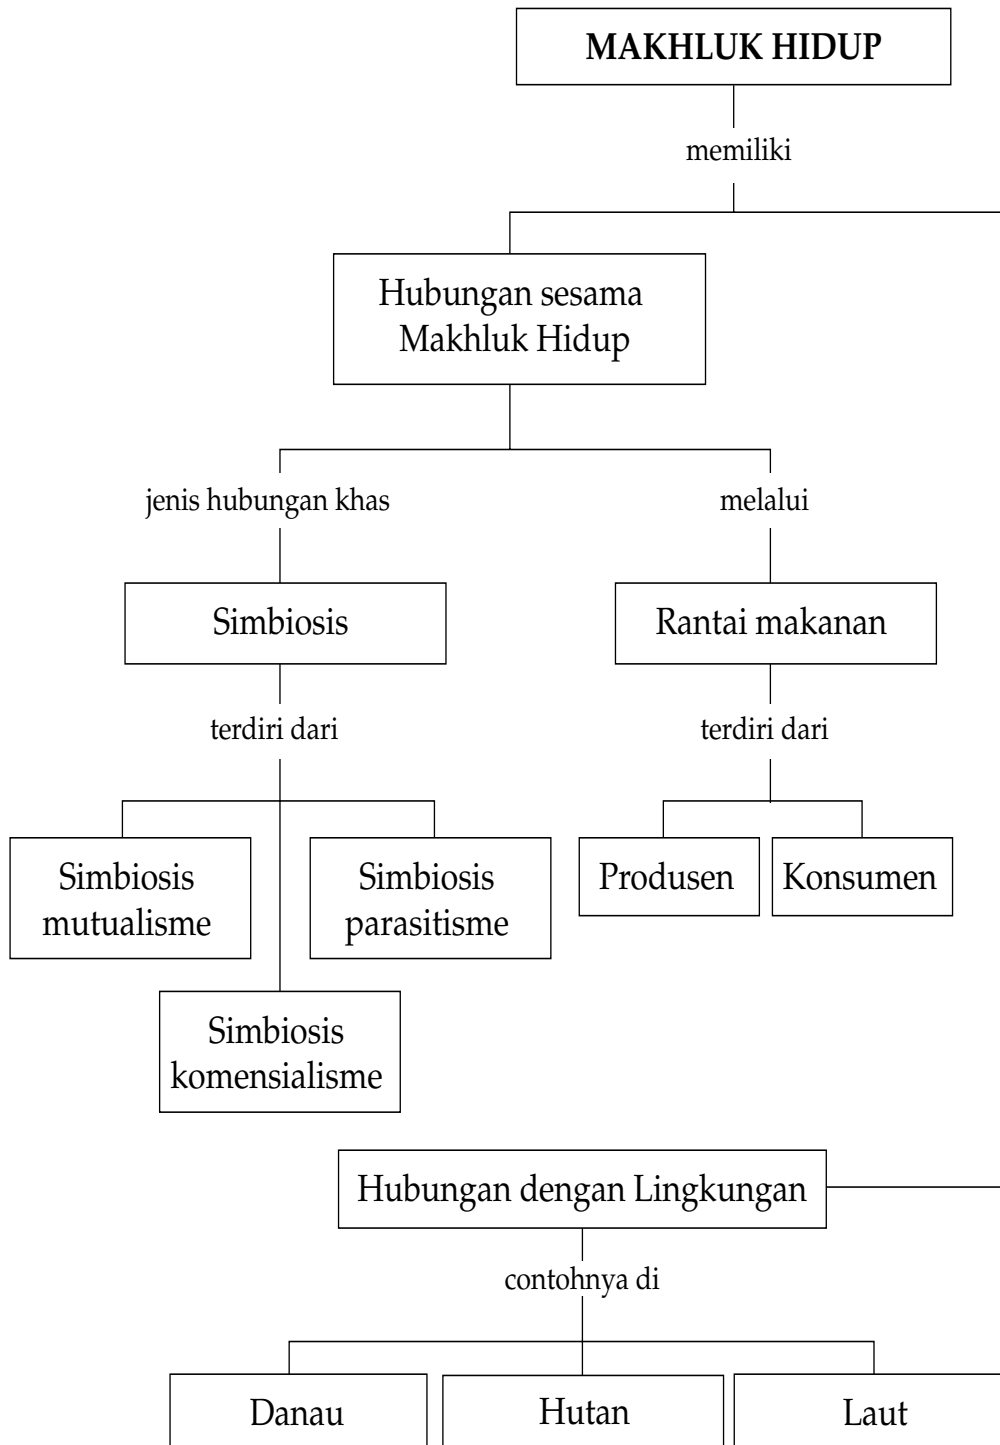 MAKHLUK HIDUP
memiliki
Hubungan sesama
Makhluk Hidup
jenis hubungan khas
melalui
Simbiosis
Rantai makanan
terdiri dari
terdiri dari
Simbiosis
mutualisme
Simbiosis
parasitisme
Produsen
Konsumen
Simbiosis
komensialisme
Hubungan dengan Lingkungan
contohnya di
Danau
Hutan
Laut